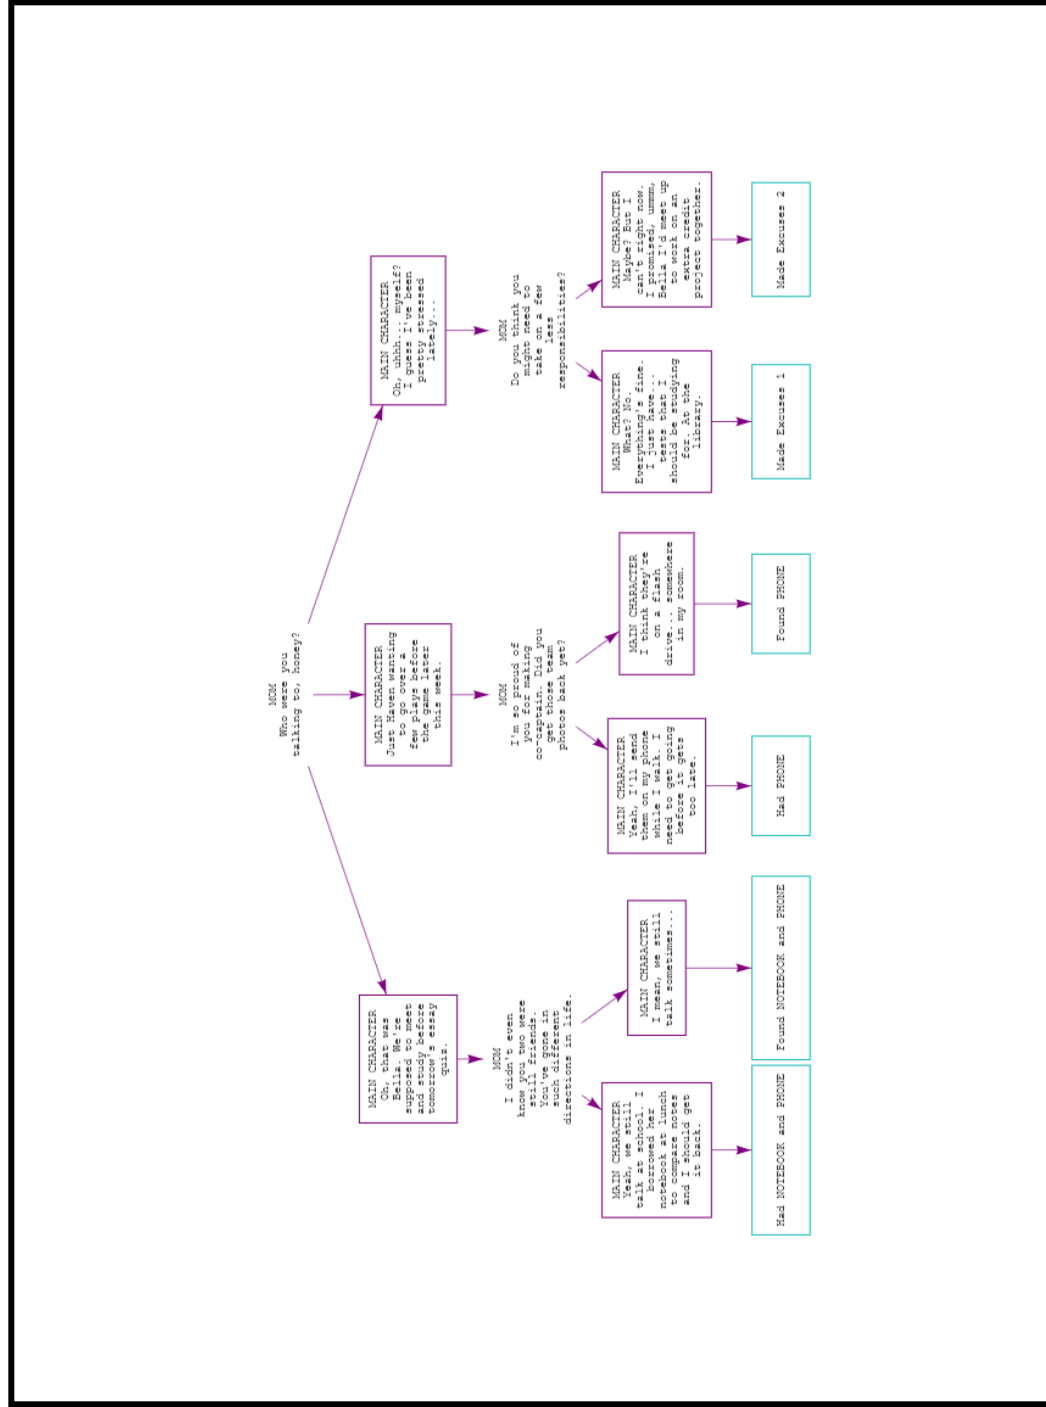 MOM
Who were you
talking to, honey?
MAIN CHARACTER
Oh, that was
Bella. We're
supposed to meet
and study before
tomorrow's essay
quiz.
MAIN CHARACTER
Just Haven wanting
to go over a
few plays before
the game later
this week.
MAIN CHARACTER
Oh, uhhh... myself?
I guess I've been
pretty stressed
lately...
MOM
I didn't even
know you two were
still friends.
You've gone in
such different
directions in life.
MOM
I'm so proud of
you for making
co-captain. Did you
get those team
photos back yet?
MOM
Do you think you
might need to
take on a few
less
responsibilities?
MAIN CHARACTER
Yeah, we still
talk at school. I
borrowed her
notebook at lunch
to compare notes
and I should get
it back.
MAIN CHARACTER
I mean, we still
talk sometimes...
MAIN CHARACTER
Yeah, I'll send
them on my phone
while I walk. I
need to get going
before it gets
too late.
MAIN CHARACTER
I think they're
on a flash
drive... somewhere
in my room.
MAIN CHARACTER
What? No.
Everything's fine.
I just have...
tests that I
should be studying
for. At the
library.
MAIN CHARACTER
Maybe? But I
can't right now.
I promised, ummm,
Bella I'd meet up
to work on an
extra credit
project together.
Had NOTEBOOK and PHONE
Found NOTEBOOK and PHONE
Had PHONE
Found PHONE
Made Excuses 1
Made Excuses 2